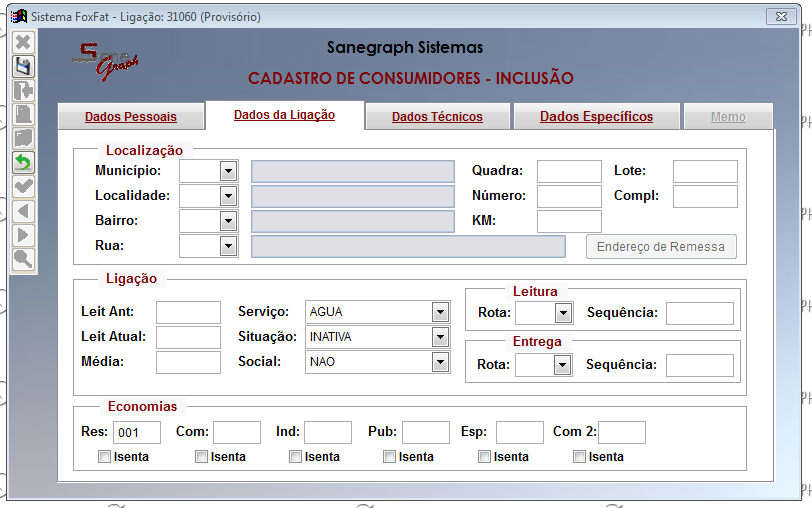 Sistema FoxFat - Ligação: 31060 (Provisório)
Sane Graph
Sanegraph Sistemas
CADASTRO DE CONSUMIDORES - INCLUSÃO
Dados Pessoais Dados da Ligação Dados Técnicos Dados Específicos Memo
Localização
Município: Quadra: Lote:
Localidade: Número: Compl:
Bairro: KM:
Rua: Endereço de Remessa
Ligação
Leitura
Leit Ant: Serviço: AGUA Rota: Sequência:
Leit Atual: Situação: INATIVA
Entrega
Média: Social: NAO Rota: Sequência:
Economias
Res: 001 Com: Ind: Pub: Esp: Com 2:
Isenta Isenta Isenta Isenta Isenta Isenta